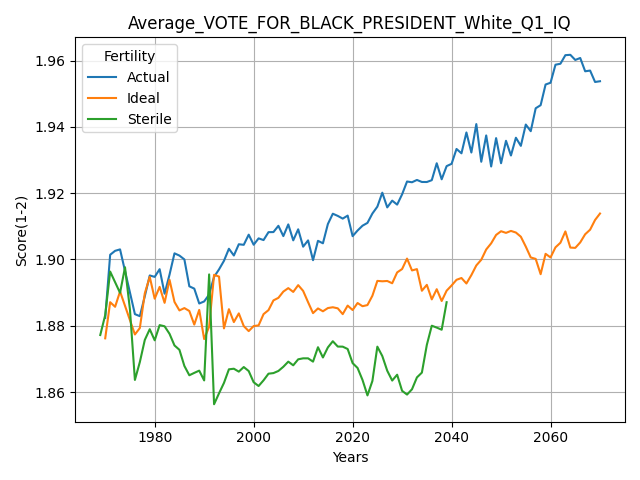 Average_VOTE_FOR_BLACK_PRESIDENT_White_Q1_IQ
Fertility
Actual
Ideal
Sterile
Score(1-2)
1.96
1.94
1.92
1.90
1.88
1.86
1980
2000
2020
2040
2060
Years